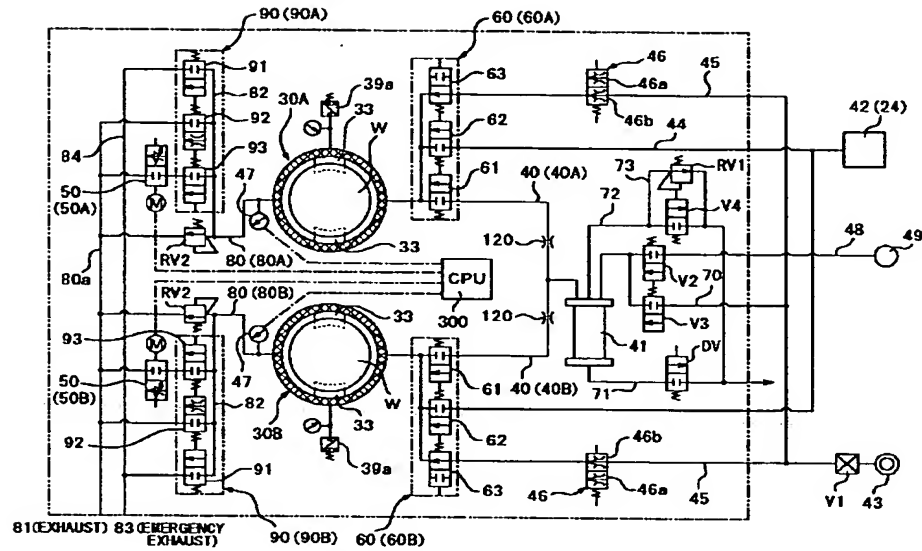 90 (90A)
60 (60A)
91
82
92
84
93
50
(50A)
M
47
RV2
80a
80 (80A)
30A
39a
33
W
33
63
62
61
46
46a
46b
45
44
42 (24)
40 (40A)
73
RV1
72
V4
120
48
49
V2
70
V3
CPU
300
RV2
80 (80B)
93
M
50
(50B)
47
82
92
91
33
W
30B
33
39a
120
41
DV
71
61
40 (40B)
62
63
46b
46
46a
45
V1
43
81 (EXHAUST)
83 (EMERGENCY
EXHAUST)
90 (90B)
60 (60B)